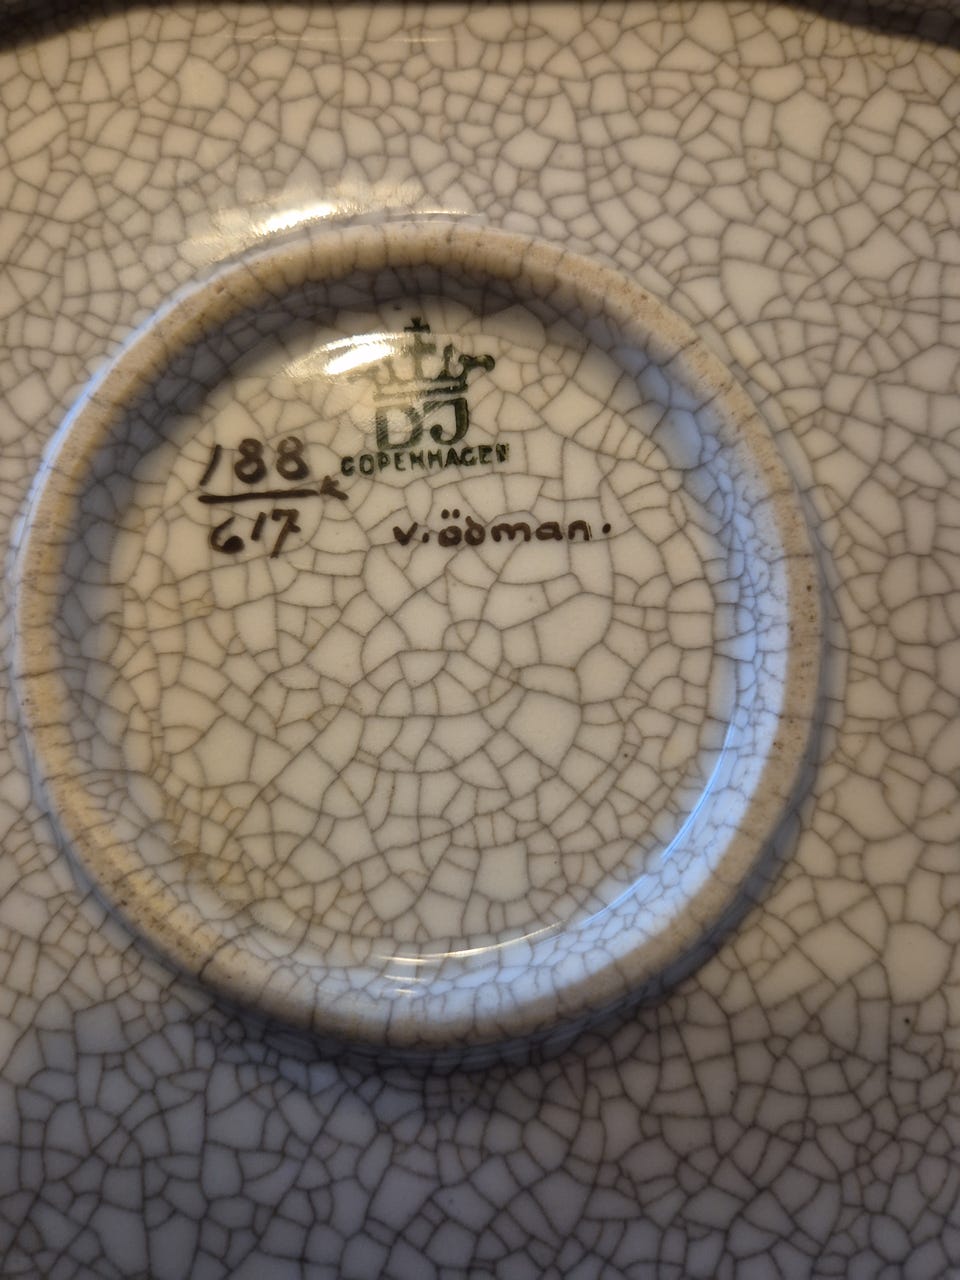 DJ
COPENHAGEN
188
617
v.ödman.